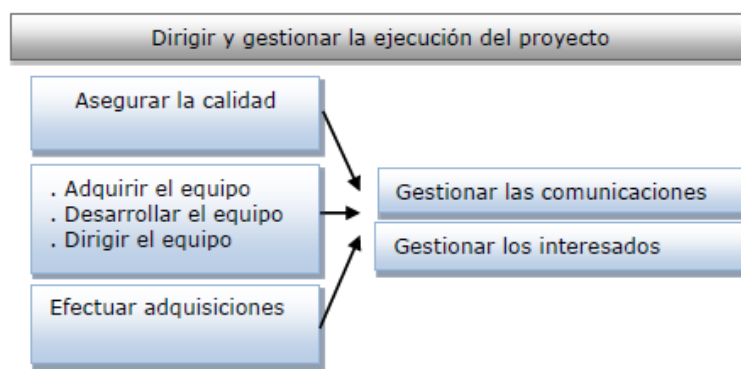 Dirigir y gestionar la ejecución del proyecto
Asegurar la calidad
. Adquirir el equipo
. Desarrollar el equipo
. Dirigir el equipo
Efectuar adquisiciones
Gestionar las comunicaciones
Gestionar los interesados